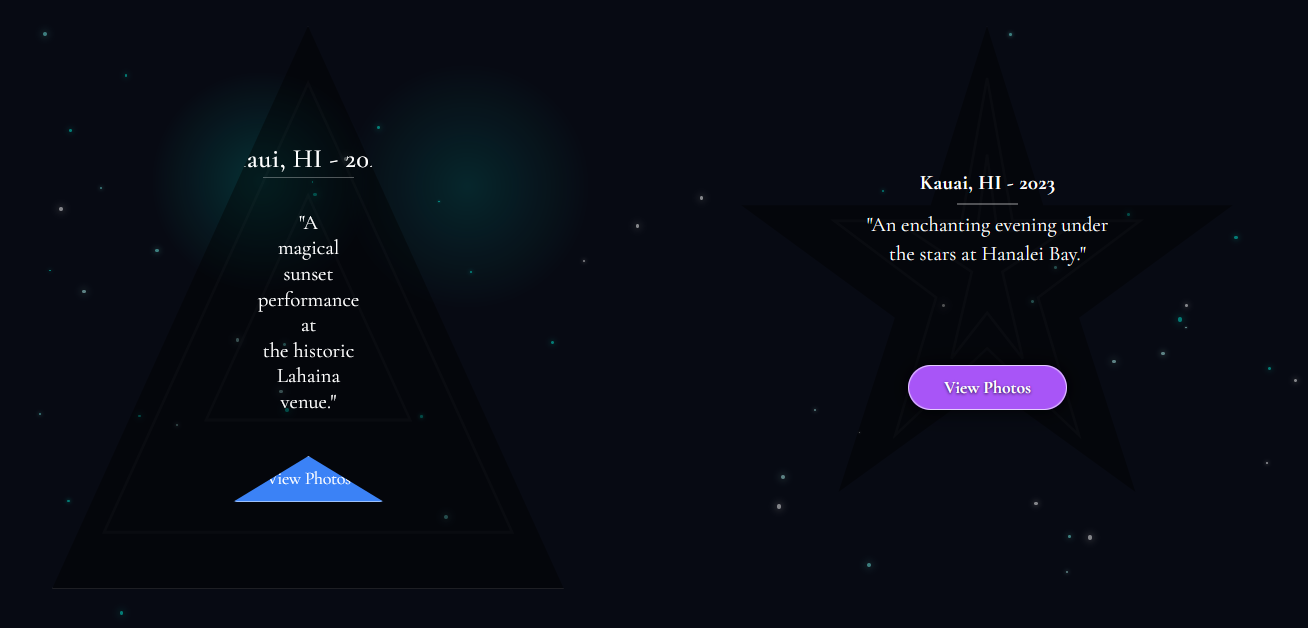 aui, HI - 20
"A
magical
sunset
performance
at
the historic
Lahaina
venue."
View Photos
Kauai, HI - 2023
"An enchanting evening under
the stars at Hanalei Bay."
View Photos